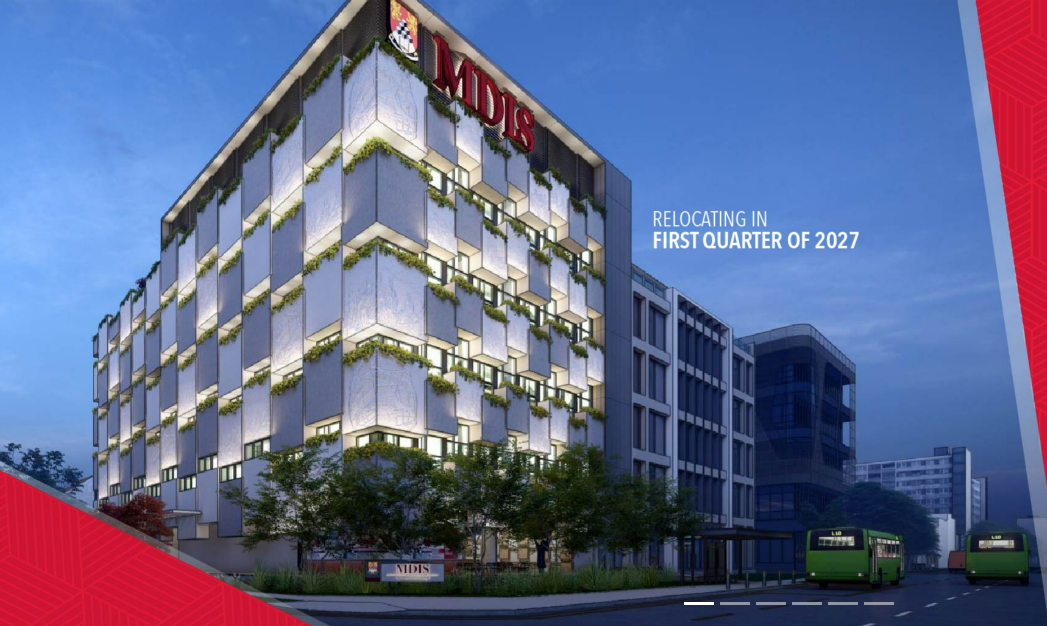 MDIS
RELOCATING IN
FIRST QUARTER OF 2027
MDIS